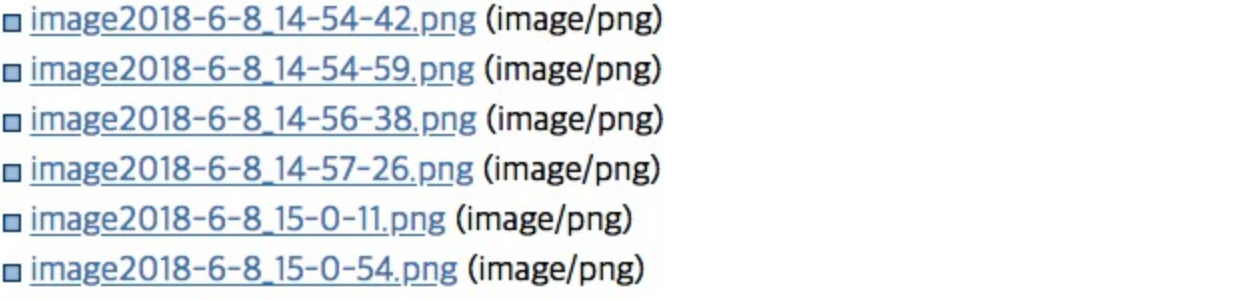 image2018-6-8_14-54-42.png (image/png)
image2018-6-8_14-54-59.png (image/png)
image2018-6-8_14-56-38.png (image/png)
image2018-6-8_14-57-26.png (image/png)
image2018-6-8_15-0-11.png (image/png)
image2018-6-8_15-0-54.png (image/png)